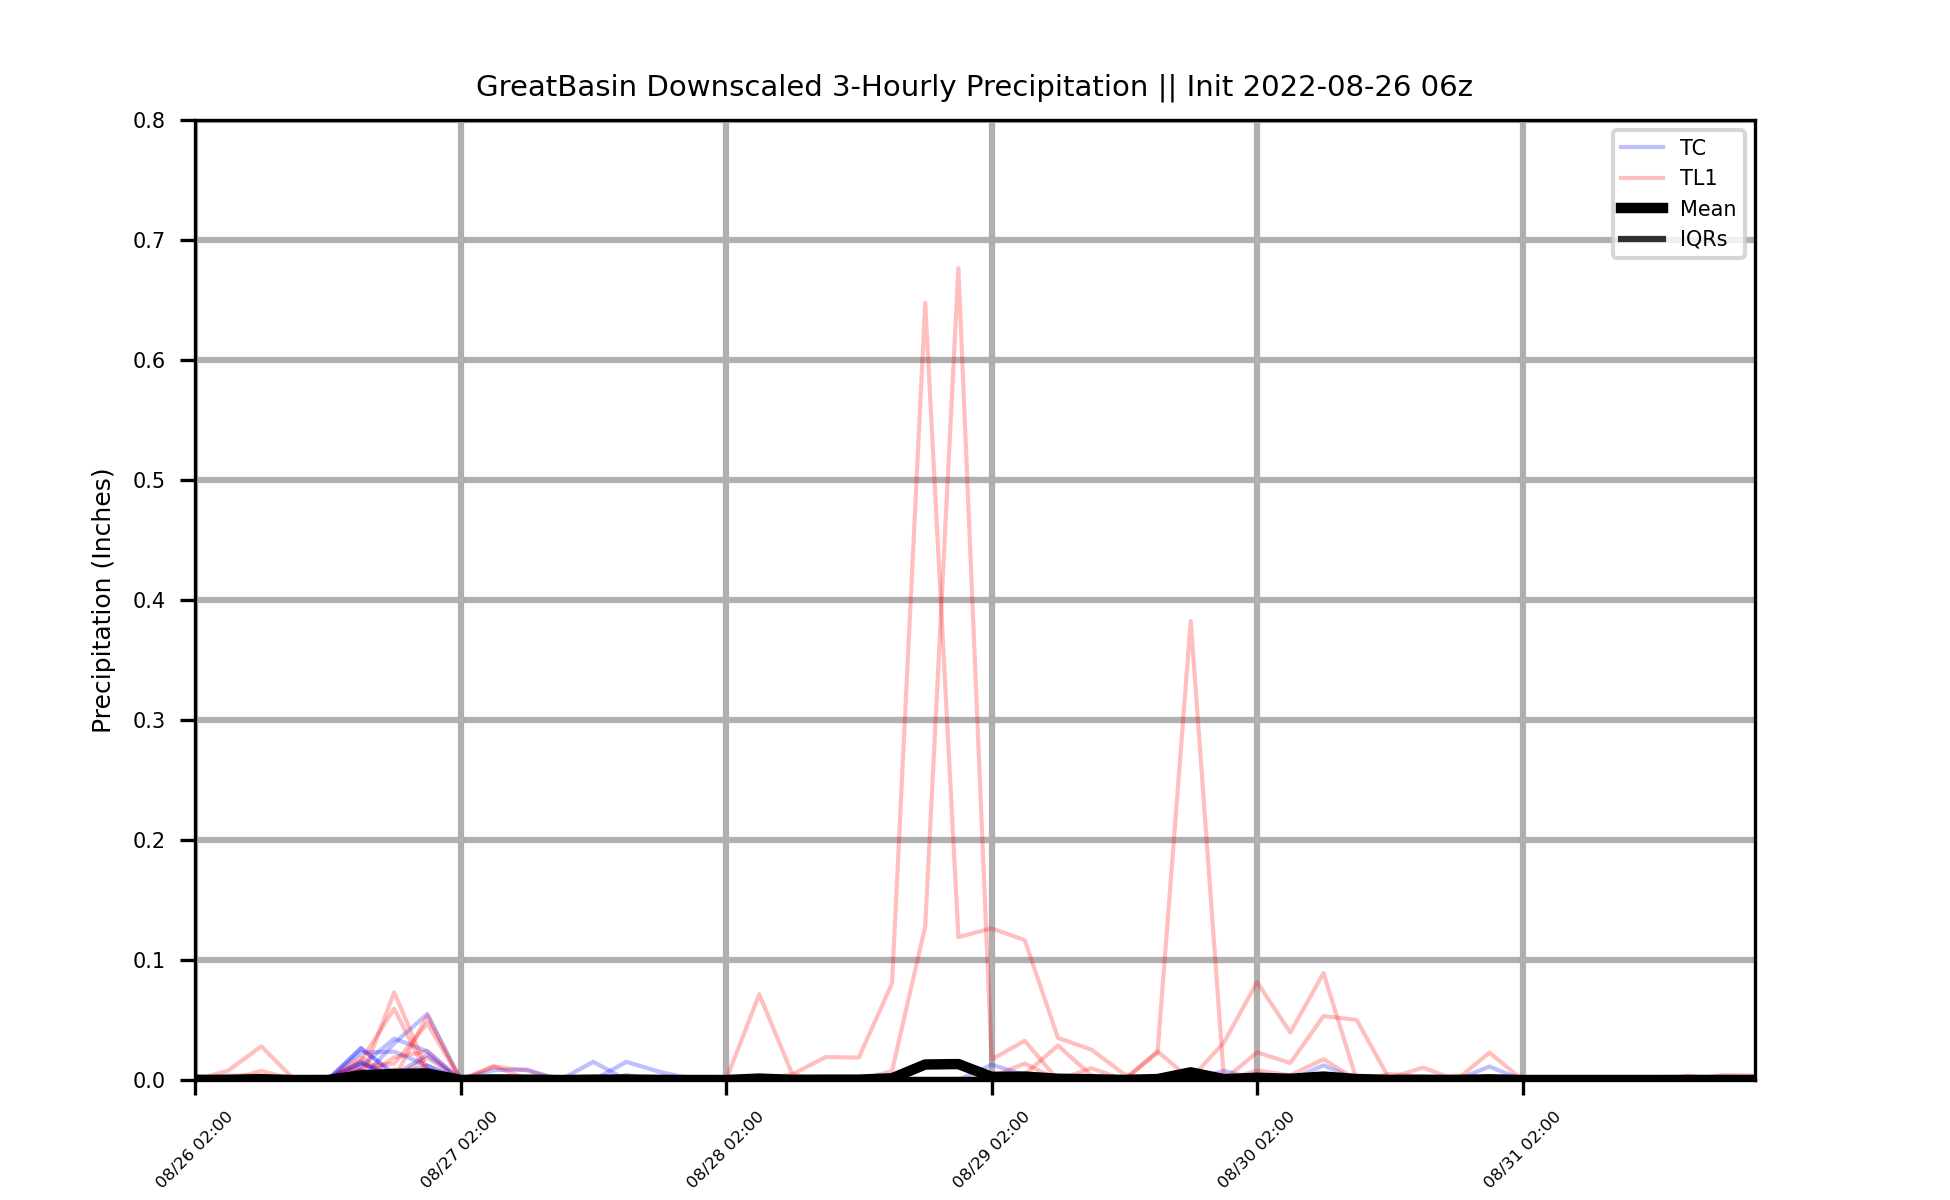 GreatBasin Downscaled 3-Hourly Precipitation || Init 2022-08-26 06z
TC
TL1
Mean
IQRs
Precipitation (Inches)
0.8
0.7
0.6
0.5
0.4
0.3
0.2
0.1
0.0
08/26 02:00
08/27 02:00
08/28 02:00
08/29 02:00
08/30 02:00
08/31 02:00